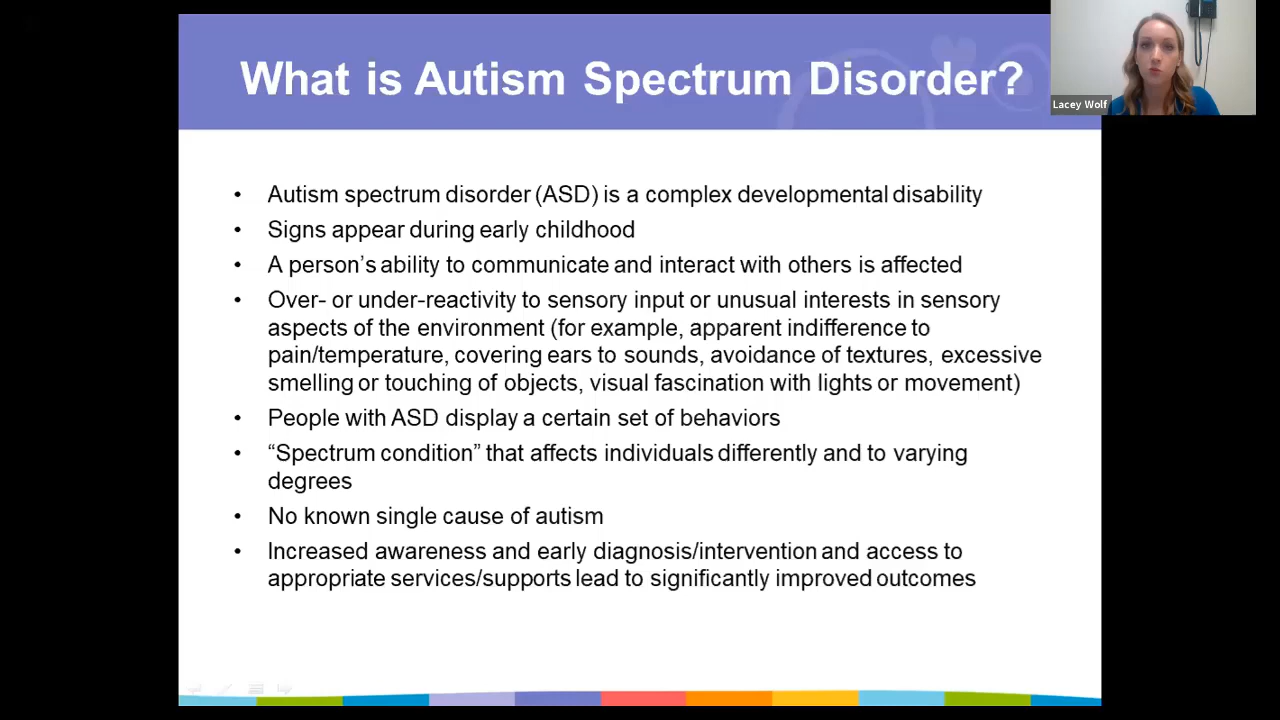 What is Autism Spectrum Disorder?
Lacey Wolf
• Autism spectrum disorder (ASD) is a complex developmental disability
• Signs appear during early childhood
• A person's ability to communicate and interact with others is affected
• Over- or under-reactivity to sensory input or unusual interests in sensory
aspects of the environment (for example, apparent indifference to
pain/temperature, covering ears to sounds, avoidance of textures, excessive
smelling or touching of objects, visual fascination with lights or movement)
• People with ASD display a certain set of behaviors
• “Spectrum condition” that affects individuals differently and to varying
degrees
• No known single cause of autism
• Increased awareness and early diagnosis/intervention and access to
appropriate services/supports lead to significantly improved outcomes